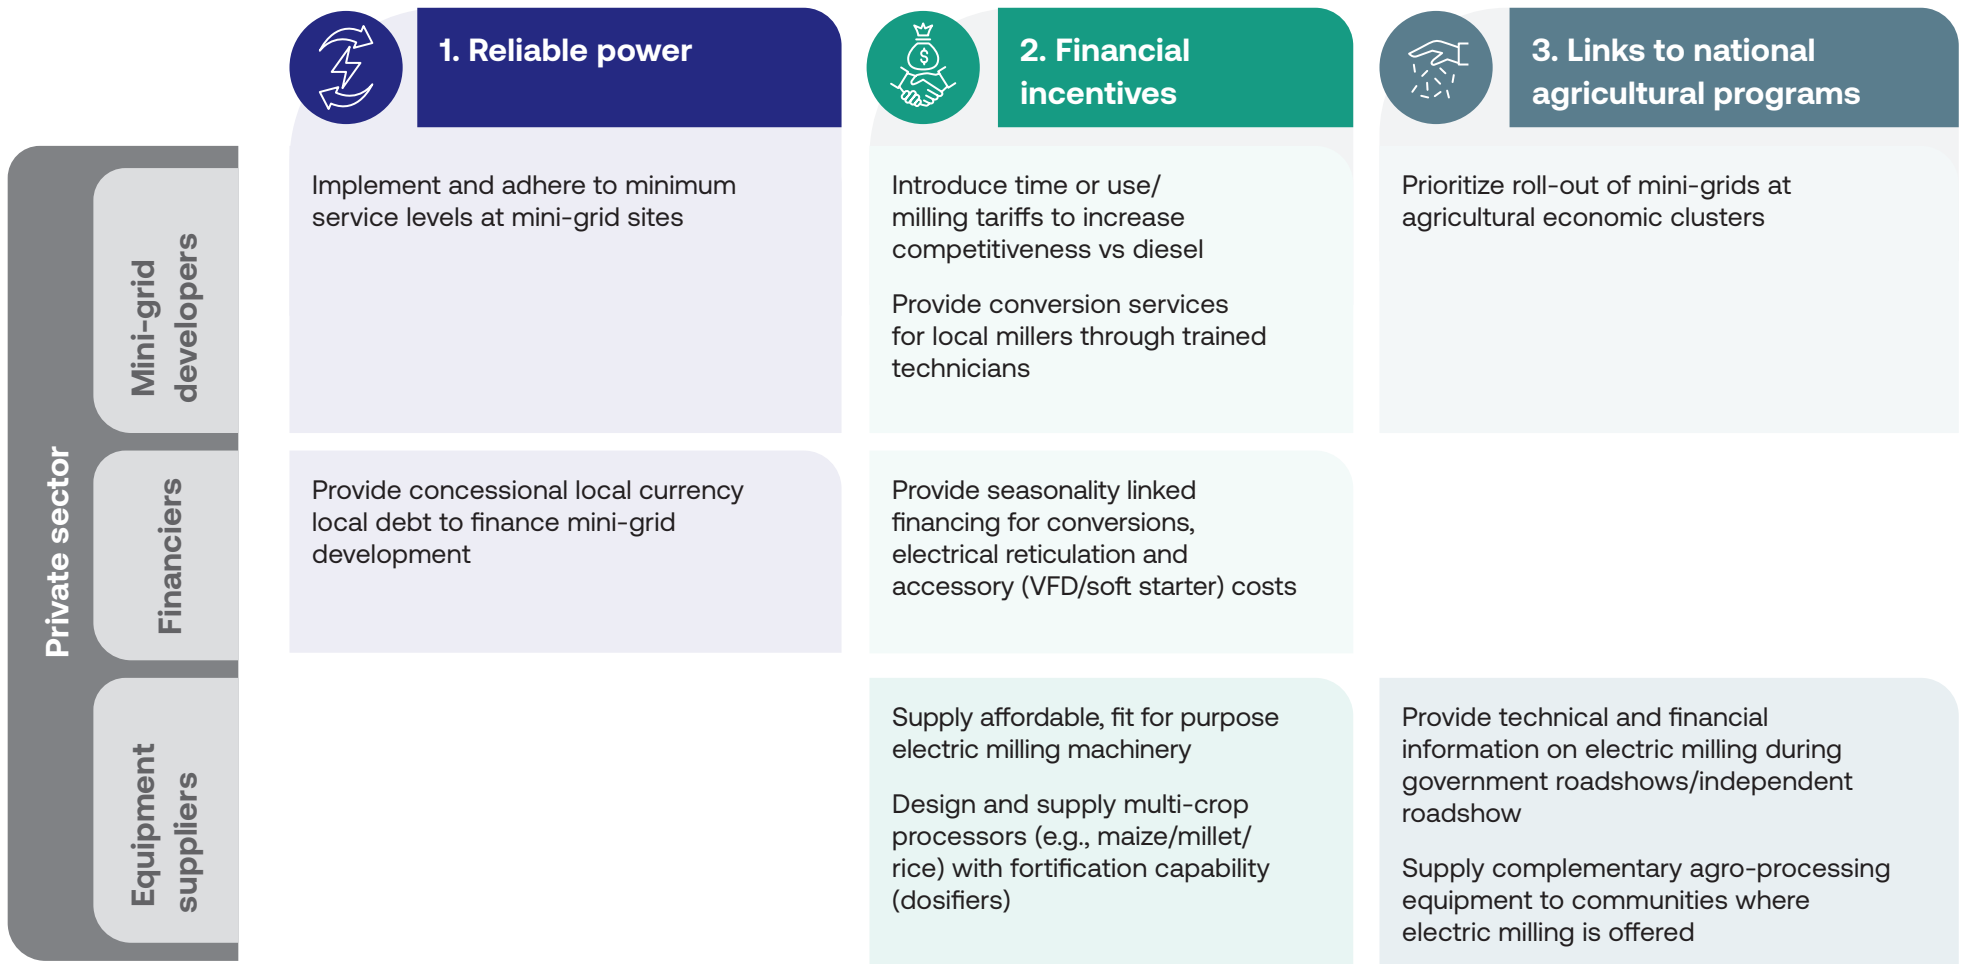 1. Reliable power
2. Financial
incentives
3. Links to national
agricultural programs
Private sector
Mini-grid
developers
Implement and adhere to minimum
service levels at mini-grid sites
Introduce time or use/
milling tariffs to increase
competitiveness vs diesel
Provide conversion services
for local millers through trained
technicians
Prioritize roll-out of mini-grids at
agricultural economic clusters
Financiers
Provide concessional local currency
local debt to finance mini-grid
development
Provide seasonality linked
financing for conversions,
electrical reticulation and
accessory (VFD/soft starter) costs
Equipment
suppliers
Supply affordable, fit for purpose
electric milling machinery
Design and supply multi-crop
processors (e.g., maize/millet/
rice) with fortification capability
(dosifiers)
Provide technical and financial
information on electric milling during
government roadshows/independent
roadshow
Supply complementary agro-processing
equipment to communities where
electric milling is offered